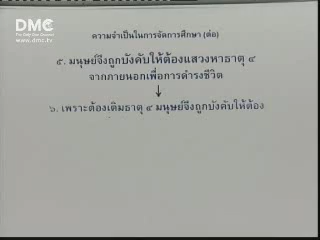 DMC
The Only One Channel
www.dmc.tv
ความจำเป็นในการจัดการศึกษา (ต่อ)
๕. มนุษย์จึงถูกบังคับให้ต้องแสวงหาธาตุ ๔
จากภายนอกเพื่อการดำรงชีวิต
↓
๖. เพราะต้องเติมธาตุ ๔ มนุษย์จึงถูกบังคับให้ต้อง